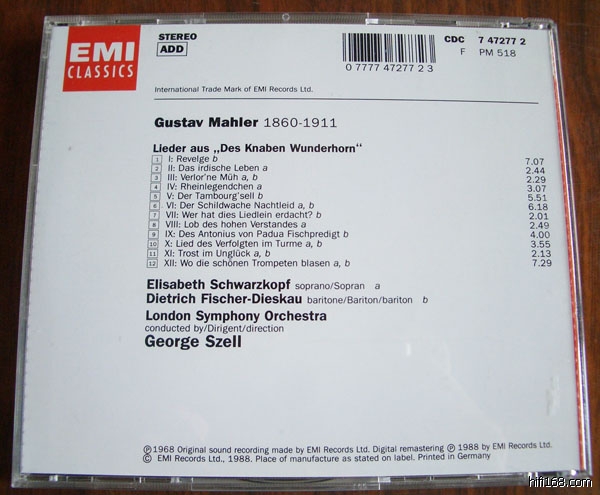 EMI
CLASSICS
STEREO
ADD
CDC 7 47277 2
F PM 518
0 7777 47277 2 3
International Trade Mark of EMI Records Ltd.
Gustav Mahler 1860-1911
Lieder aus „Des Knaben Wunderhorn“
1 I: Revelge b 7.07
2 II: Das irdische Leben a 2.44
3 III: Verlor'ne Müh a, b 2.29
4 IV: Rheinlegendchen a 3.07
5 V: Der Tambourg'sell b 5.51
6 VI: Der Schildwache Nachtleid a, b 6.18
7 VII: Wer hat dies Liedlein erdacht? b 2.01
8 VIII: Lob des hohen Verstandes a 2.49
9 IX: Des Antonius von Padua Fischpredigt b 4.00
10 X: Lied des Verfolgten im Turme a, b 3.55
11 XI: Trost im Unglück a, b 2.13
12 XII: Wo die schönen Trompeten blasen a, b 7.29
Elisabeth Schwarzkopf soprano/Sopran a
Dietrich Fischer-Dieskau baritone/Bariton/bariton b
London Symphony Orchestra
conducted by/Dirigent/direction
George Szell
℗ 1968 Original sound recording made by EMI Records Ltd. Digital remastering ℗ 1988 by EMI Records Ltd.
© EMI Records Ltd., 1988. Place of manufacture as stated on label. Printed in Germany
hifi168.com